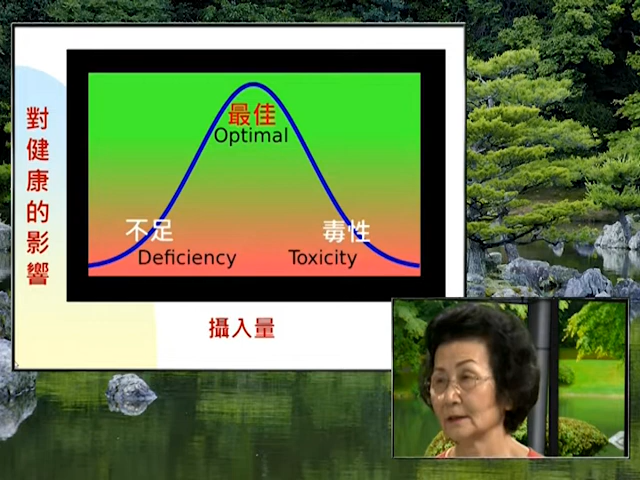 對健康的影響
最佳
Optimal
不足
毒性
Deficiency
Toxicity
攝入量